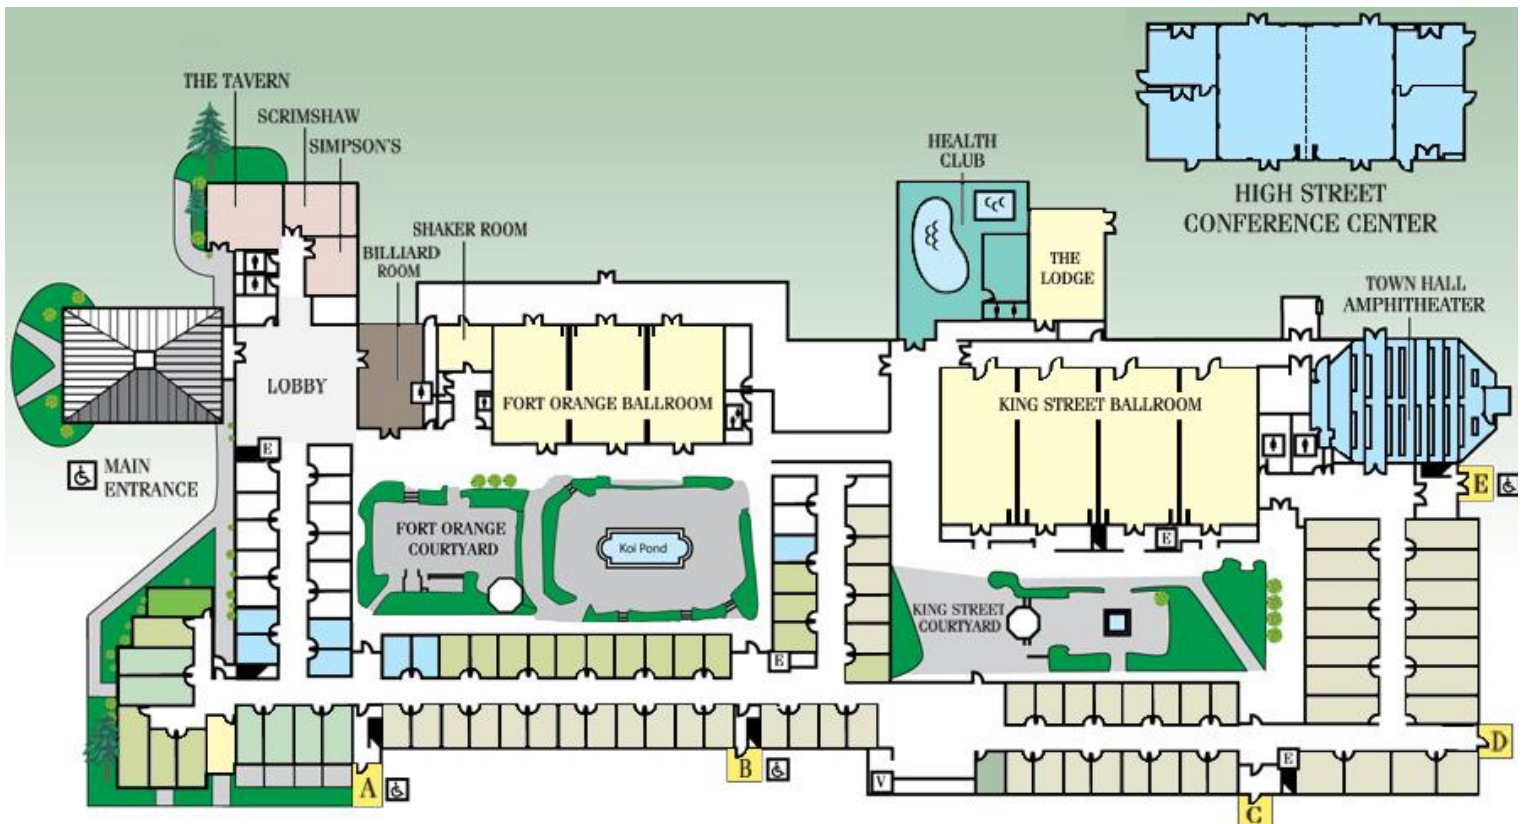 THE TAVERN
SCRIMSHAW
SIMPSON'S
SHAKER ROOM
BILLIARD
ROOM
HEALTH
CLUB
HIGH STREET
CONFERENCE CENTER
THE
LODGE
TOWN HALL
AMPHITHEATER
LOBBY
FORT ORANGE BALLROOM
KING STREET BALLROOM
E
MAIN
ENTRANCE
E
FORT ORANGE
COURTYARD
Koi Pond
E
KING STREET
COURTYARD
E
D
E
A
B
V
C